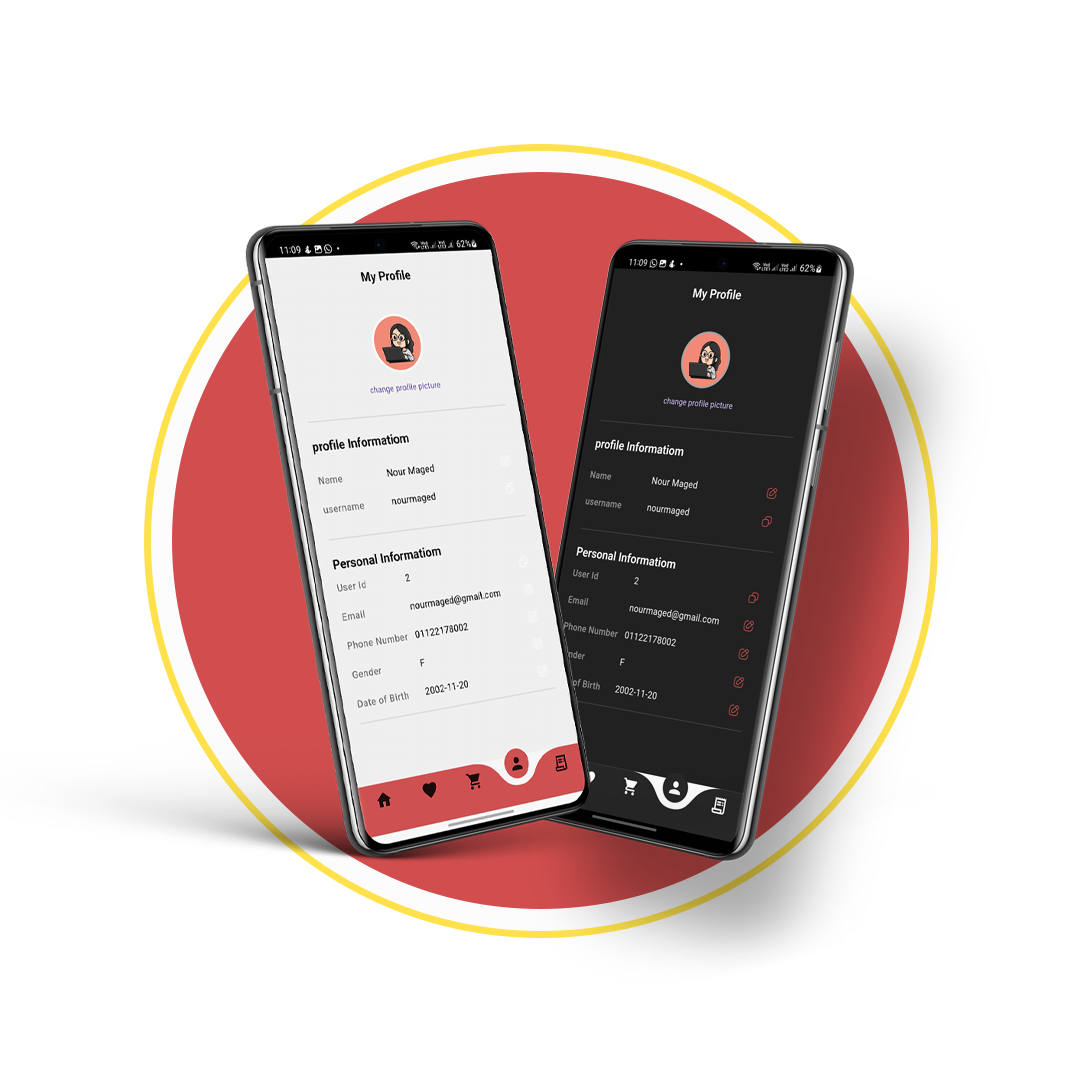 11:09
62%
My Profile
change profile picture
profile Informatiom
Name Nour Maged
username nourmaged
Personal Informatiom
User Id 2
Email nourmaged@gmail.com
Phone Number 01122178002
Gender F
Date of Birth 2002-11-20
11:09
62%
My Profile
change profile picture
profile Informatiom
Name Nour Maged
username nourmaged
Personal Informatiom
User Id 2
Email nourmaged@gmail.com
Phone Number 01122178002
nder F
of Birth 2002-11-20